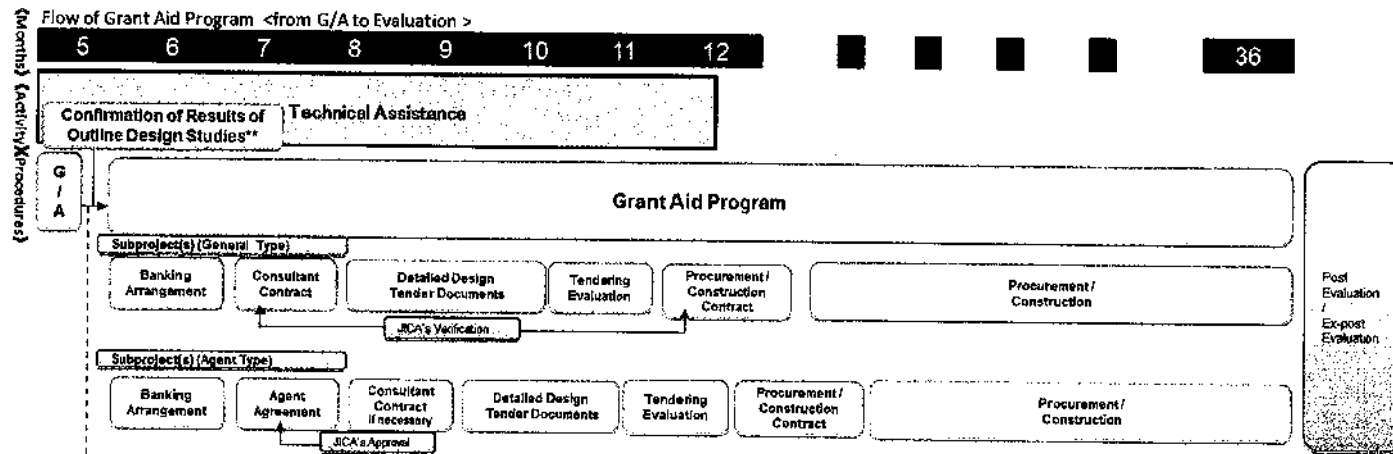 Flow of Grant Aid Program <from G/A to Evaluation >
{Months}
5 6 7 8 9 10 11 12 36
{Activity}
Technical Assistance
Confirmation of Results of
Outline Design Studies**
{Procedures}
G
/
A
Grant Aid Program
Subproject(s) (General Type)
Banking
Arrangement
Consultant
Contract
Detailed Design
Tender Documents
Tendering
Evaluation
Procurement /
Construction
Contract
Procurement /
Construction
JICA's Verification
Subproject(s) (Agent Type)
Banking
Arrangement
Agent
Agreement
Consultant
Contract
If necessary
Detailed Design
Tender Documents
Tendering
Evaluation
Procurement /
Construction
Contract
Procurement /
Construction
JICA's Approval
Post
Evaluation
/
Ex-post
Evaluation